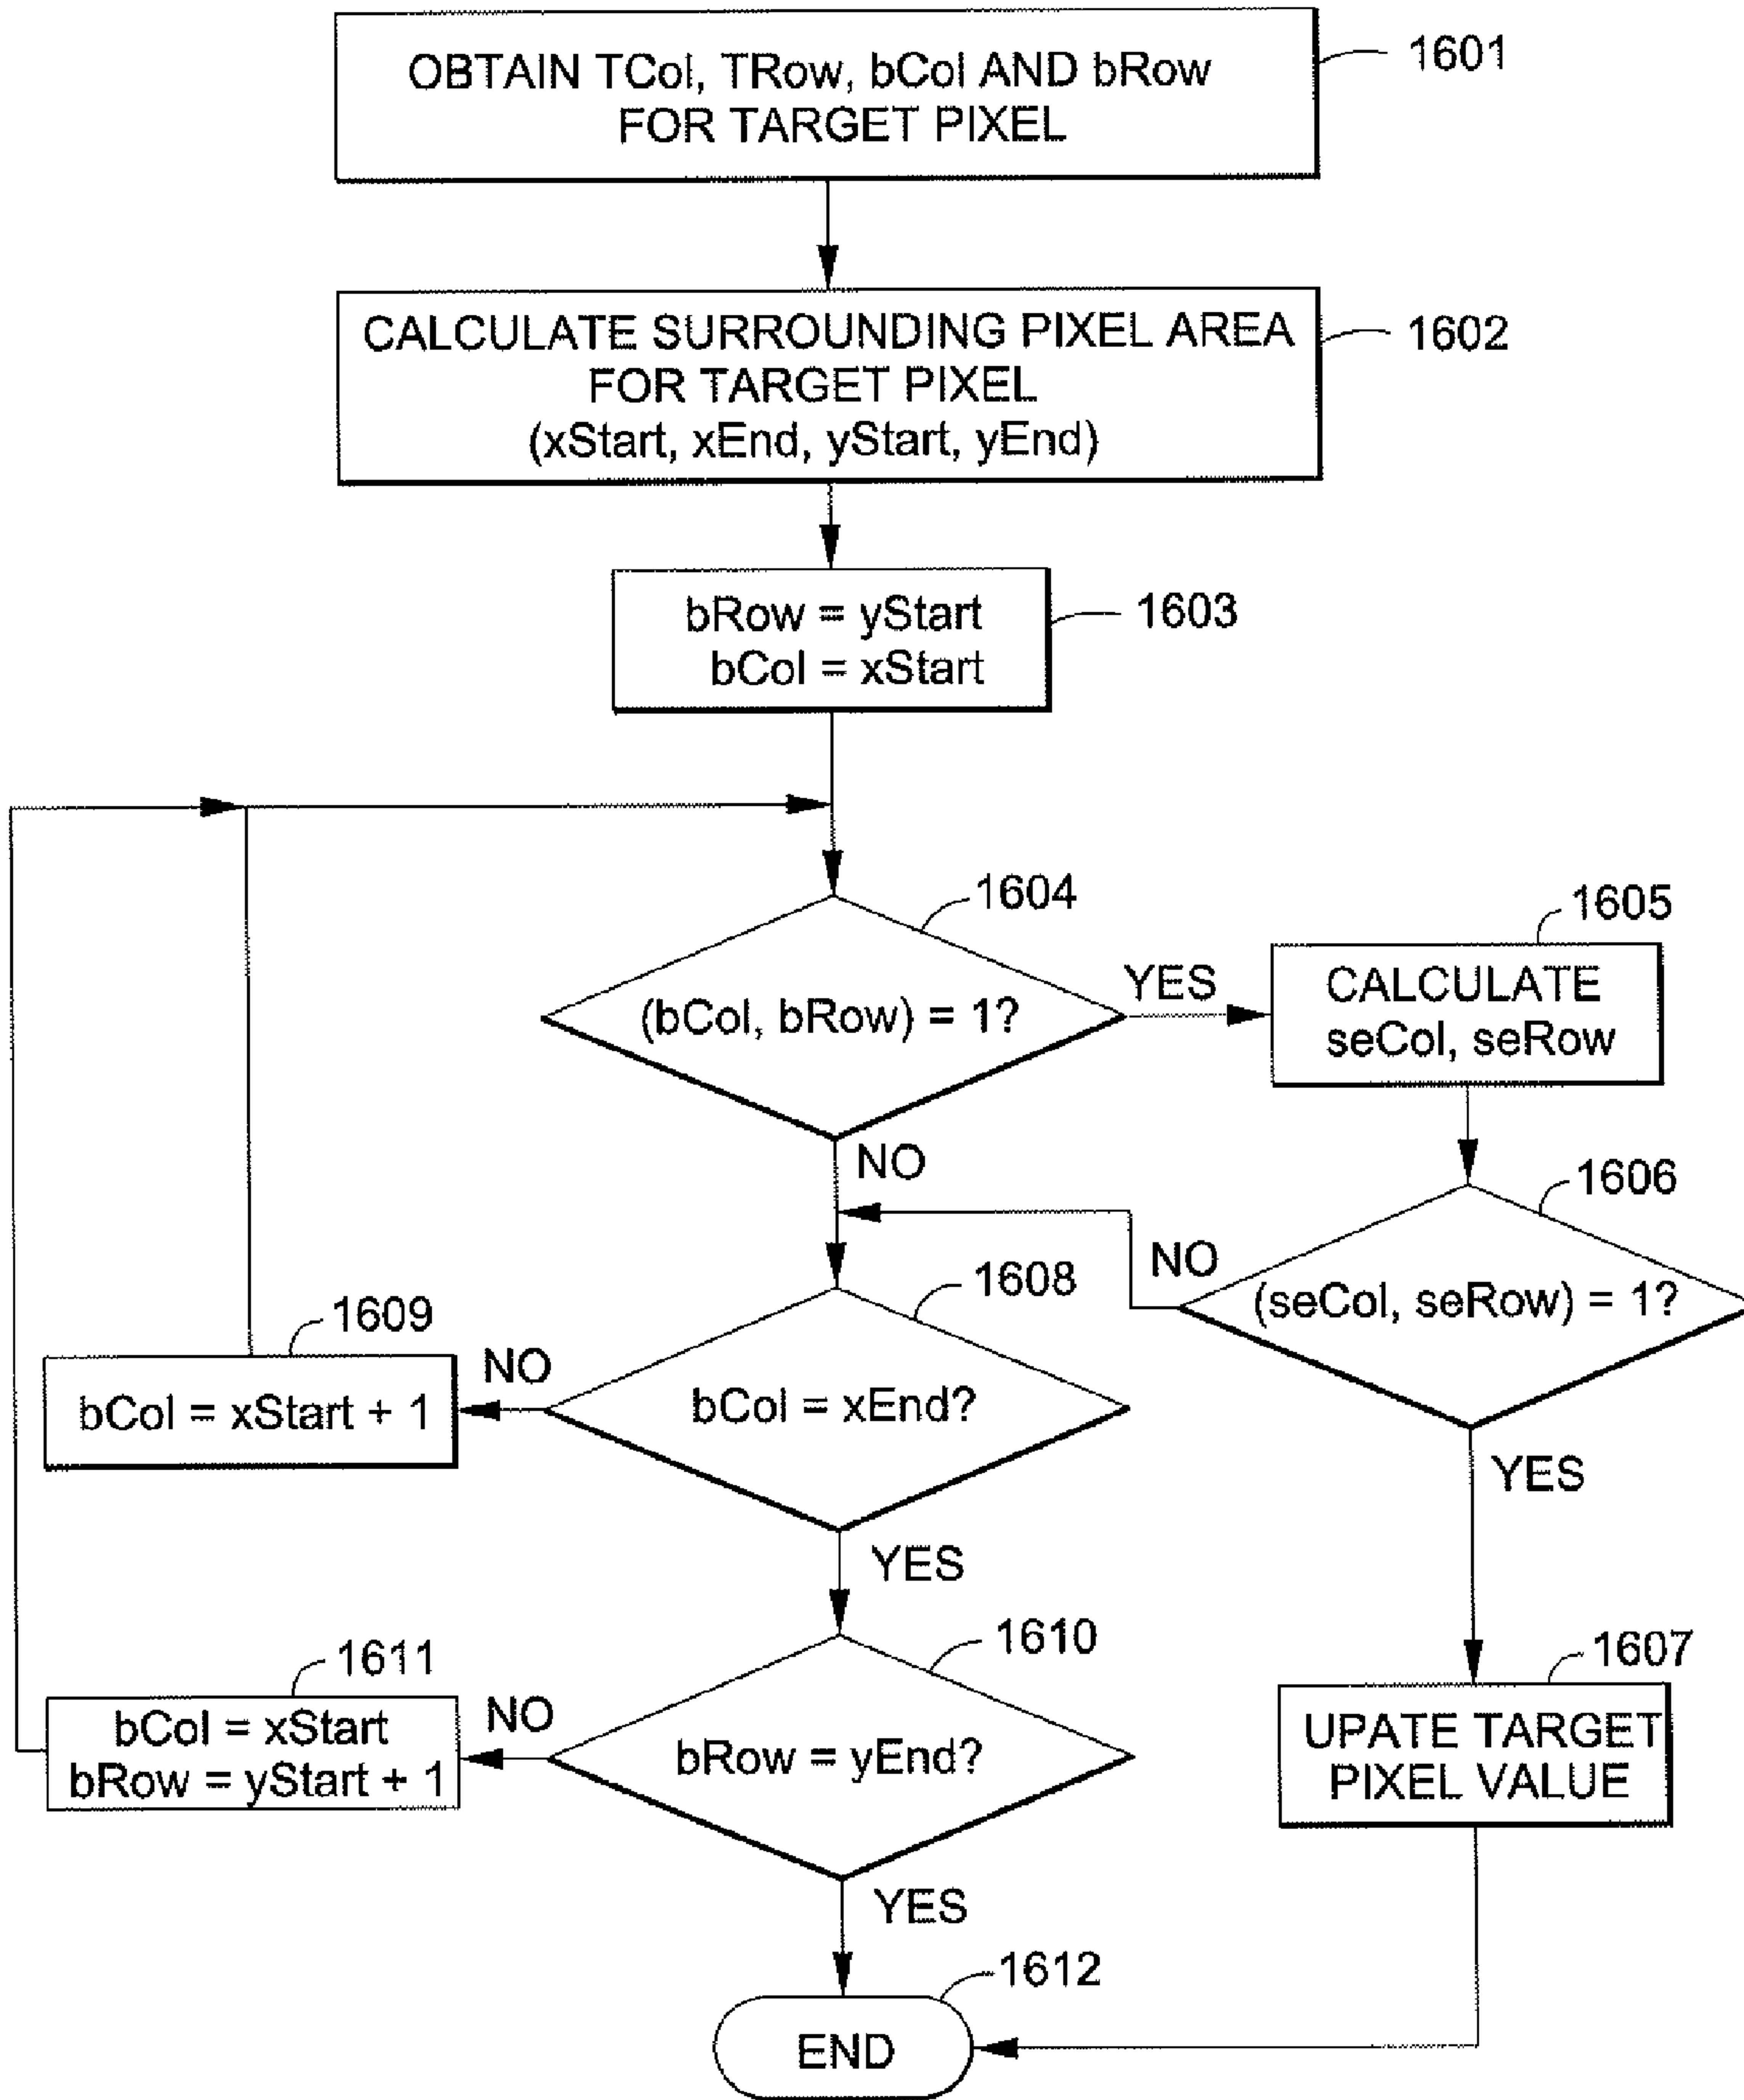 OBTAIN TCol, TRow, bCol AND bRow
FOR TARGET PIXEL
1601
CALCULATE SURROUNDING PIXEL AREA
FOR TARGET PIXEL
(xStart, xEnd, yStart, yEnd)
1602
bRow = yStart
bCol = xStart
1603
1604
(bCol, bRow) = 1?
YES
NO
1605
CALCULATE
seCol, seRow
1606
(seCol, seRow) = 1?
NO
YES
1608
bCol = xEnd?
NO
YES
1609
bCol = xStart + 1
1610
bRow = yEnd?
NO
YES
1611
bCol = xStart
bRow = yStart + 1
1607
UPATE TARGET
PIXEL VALUE
1612
END